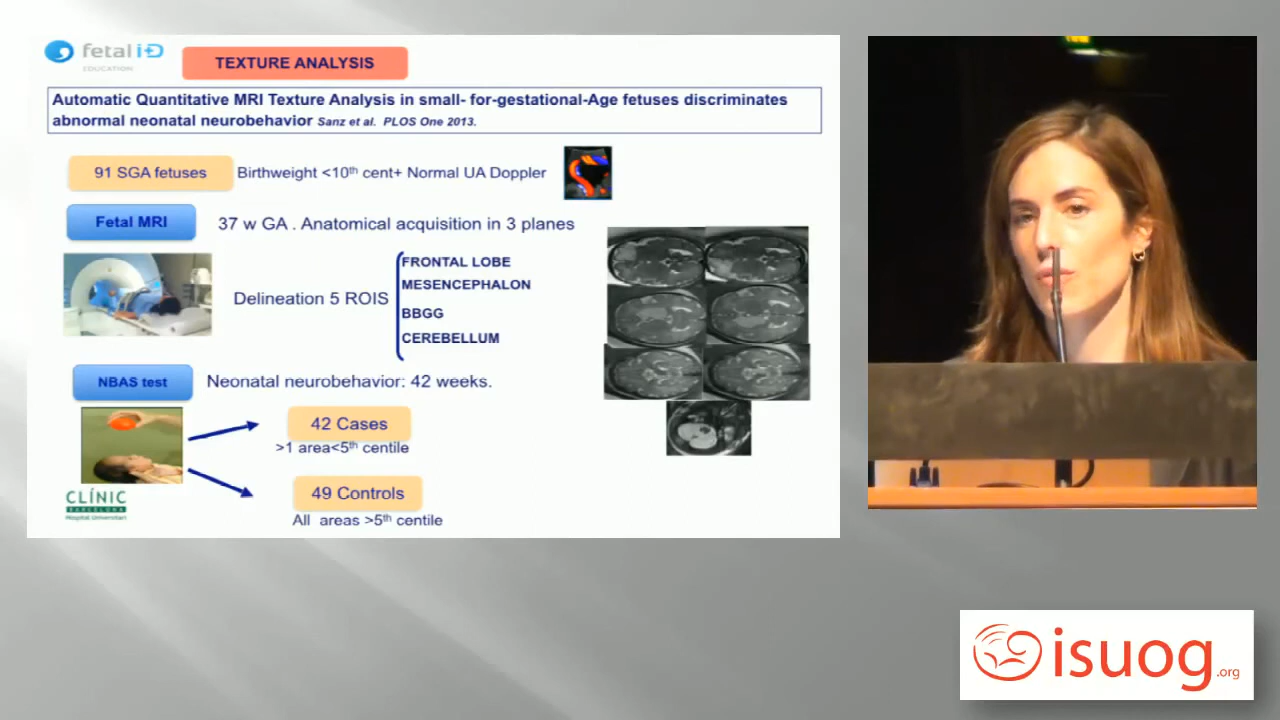 fetal i+D
EDUCATION
TEXTURE ANALYSIS
Automatic Quantitative MRI Texture Analysis in small- for-gestational-Age fetuses discriminates
abnormal neonatal neurobehavior Sanz et al. PLOS One 2013.
91 SGA fetuses
Birthweight <10th cent+ Normal UA Doppler
Fetal MRI
37 w GA . Anatomical acquisition in 3 planes
Delineation 5 ROIS
FRONTAL LOBE
MESENCEPHALON
BBGG
CEREBELLUM
NBAS test
Neonatal neurobehavior: 42 weeks.
42 Cases
>1 area<5th centile
49 Controls
All areas >5th centile
CLÍNIC
BARCELONA
Hospital Universitari
isuog.org